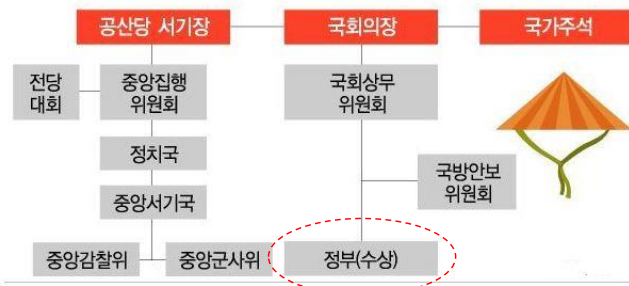 공산당 서기장
국회의장
국가주석
전당
대회
중앙집행
위원회
국회상무
위원회
정치국
국방안보
위원회
중앙서기국
중앙감찰위
중앙군사위
정부(수상)